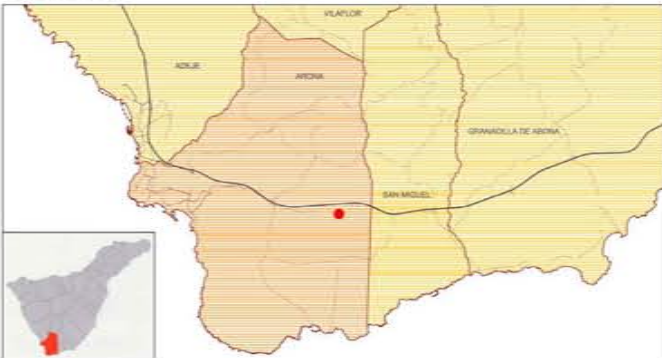 VILAFLOR
ADEJE
ARONA
GRANADILLA DE ABONA
SAN MIGUEL